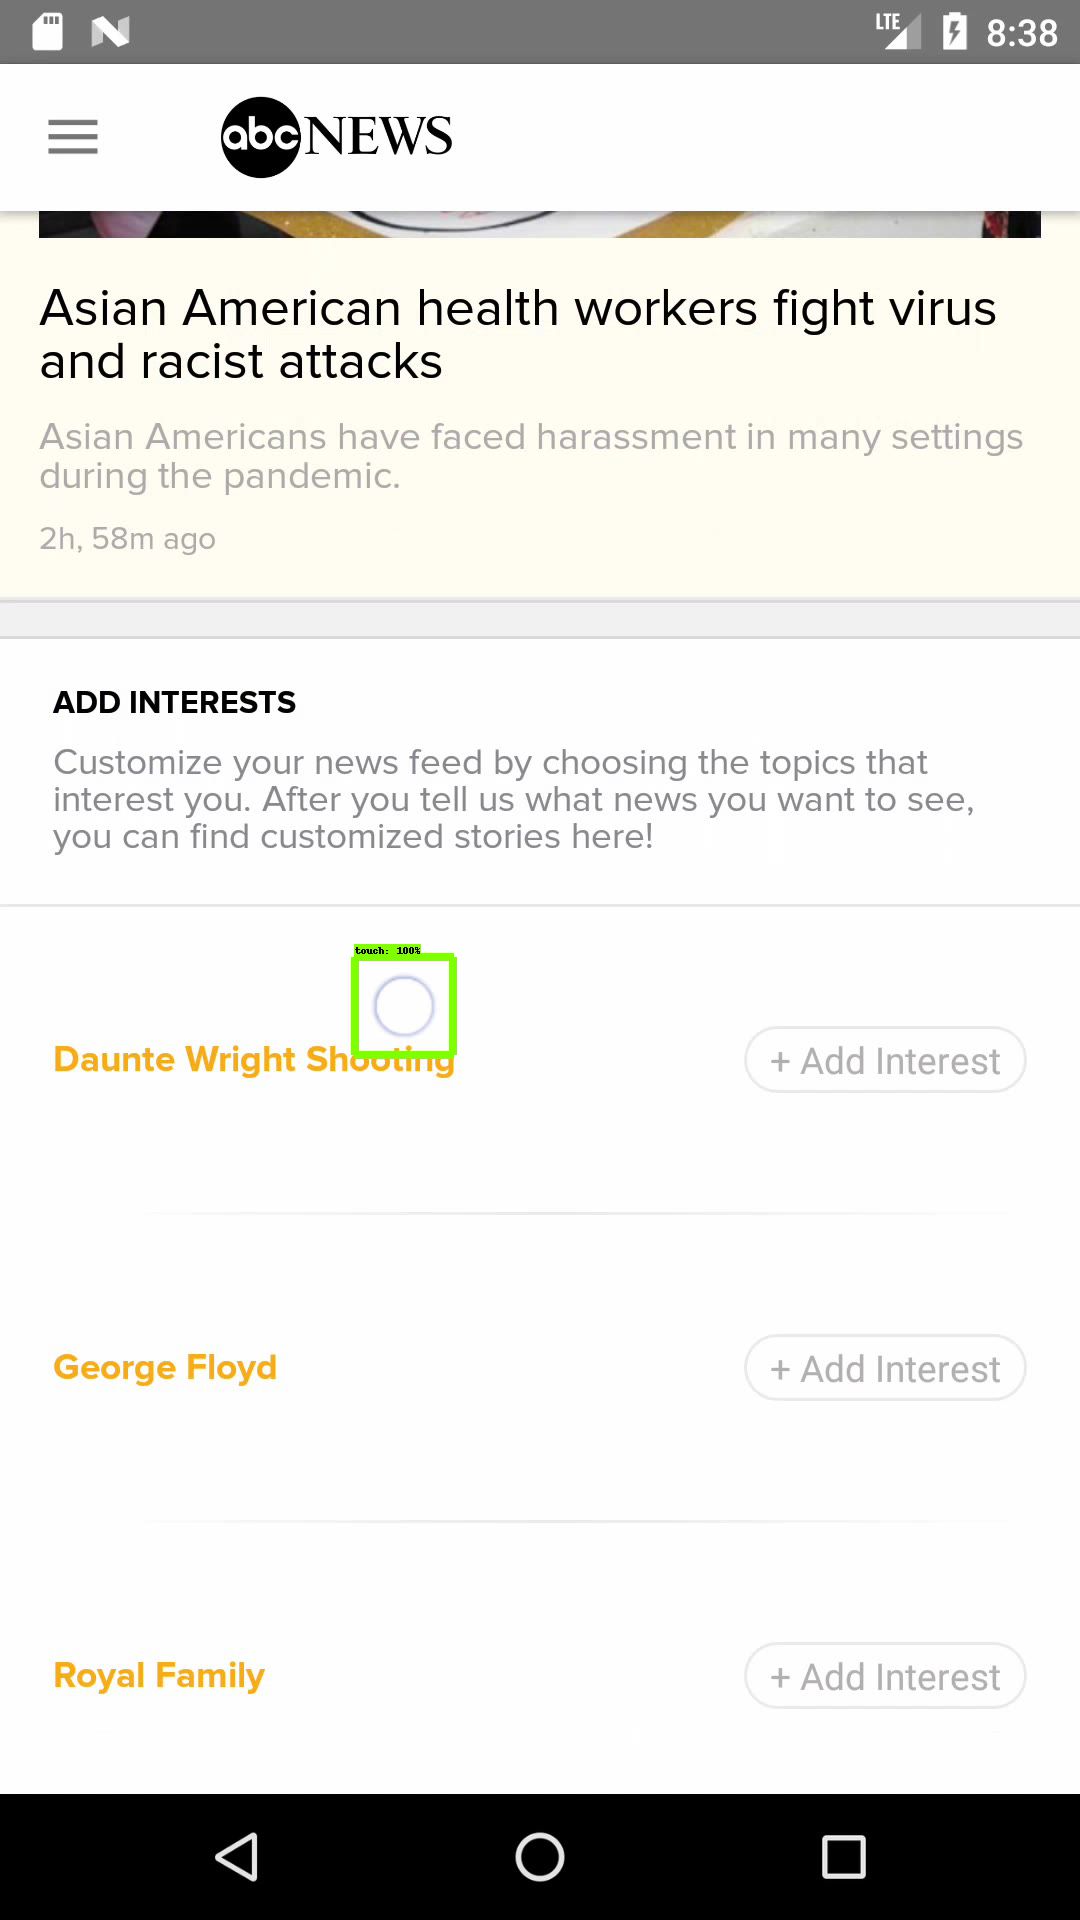 LTE 8:38
abc NEWS
Asian American health workers fight virus
and racist attacks
Asian Americans have faced harassment in many settings
during the pandemic.
2h, 58m ago
ADD INTERESTS
Customize your news feed by choosing the topics that
interest you. After you tell us what news you want to see,
you can find customized stories here!
touch: 100%
Daunte Wright Shooting
+ Add Interest
George Floyd
+ Add Interest
Royal Family
+ Add Interest